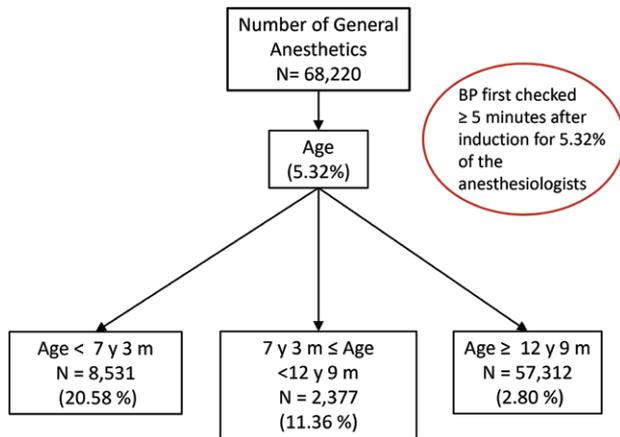 Number of General
Anesthetics
N= 68,220
BP first checked
≥ 5 minutes after
induction for 5.32%
of the
anesthesiologists
Age
(5.32%)
Age < 7 y 3 m
N = 8,531
(20.58 %)
7 y 3 m ≤ Age
<12 y 9 m
N = 2,377
(11.36 %)
Age ≥ 12 y 9 m
N = 57,312
(2.80 %)